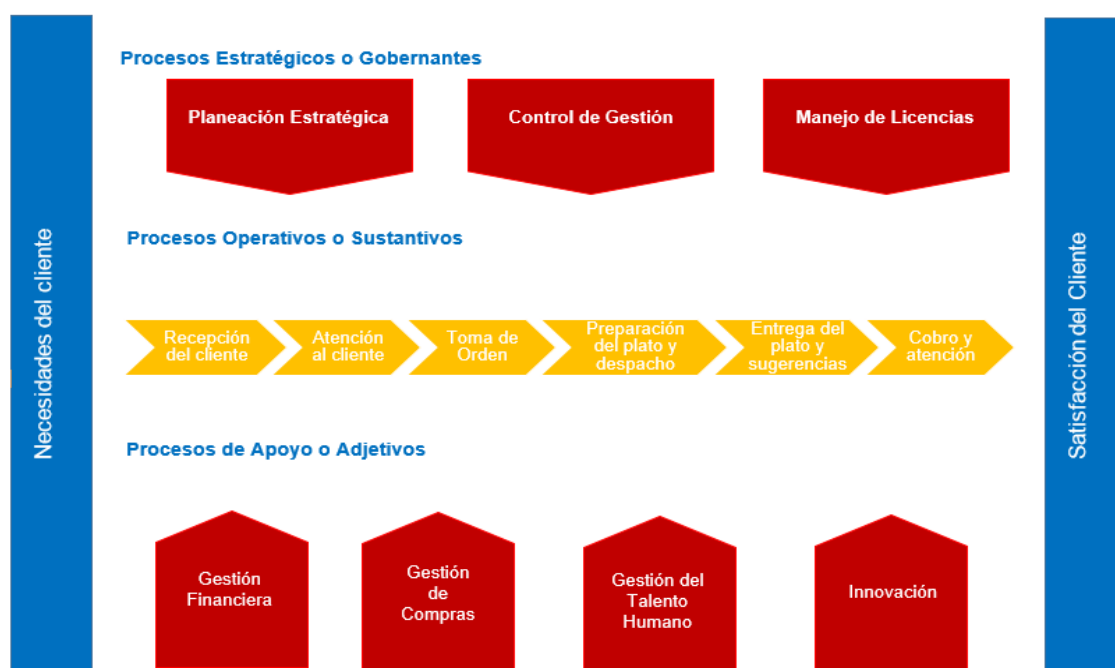 Necesidades del cliente
Procesos Estratégicos o Gobernantes
Planeación Estratégica
Control de Gestión
Manejo de Licencias
Procesos Operativos o Sustantivos
Recepción
del cliente
Atención
al cliente
Toma de
Orden
Preparación
del plato y
despacho
Entrega del
plato y
sugerencias
Cobro y
atención
Procesos de Apoyo o Adjetivos
Gestión
Financiera
Gestión
de
Compras
Gestión del
Talento
Humano
Innovación
Satisfacción del Cliente